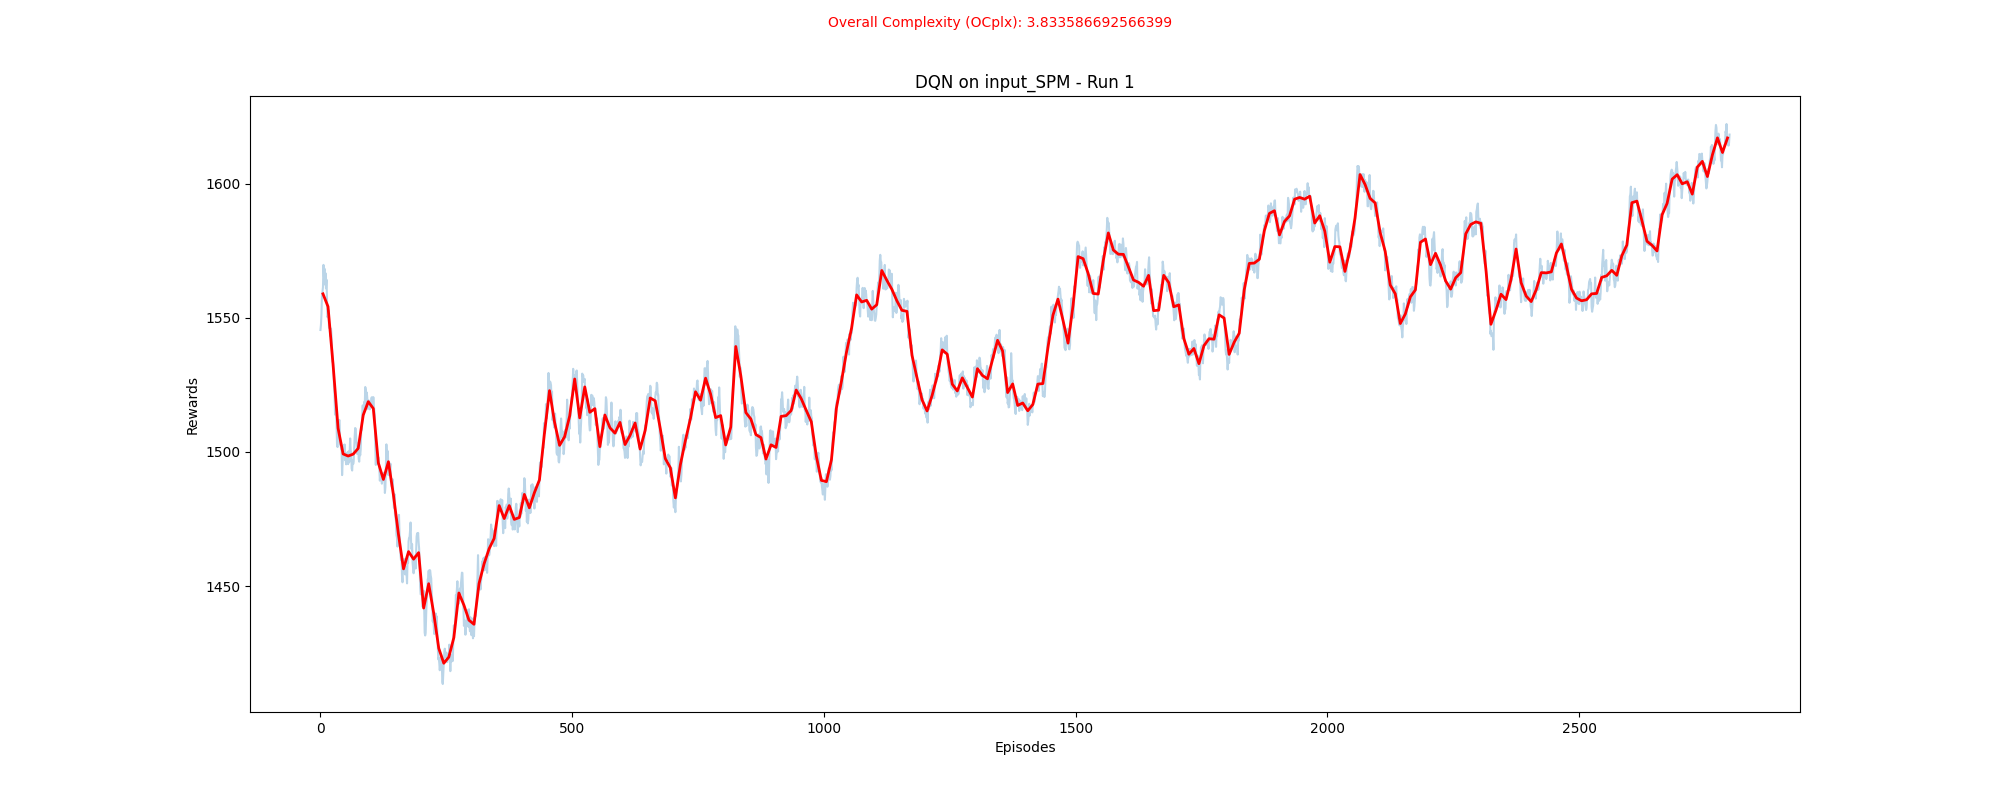 Overall Complexity (OCplx): 3.833586692566399
DQN on input_SPM - Run 1
1600
1550
1500
1450
Rewards
0 500 1000 1500 2000 2500
Episodes